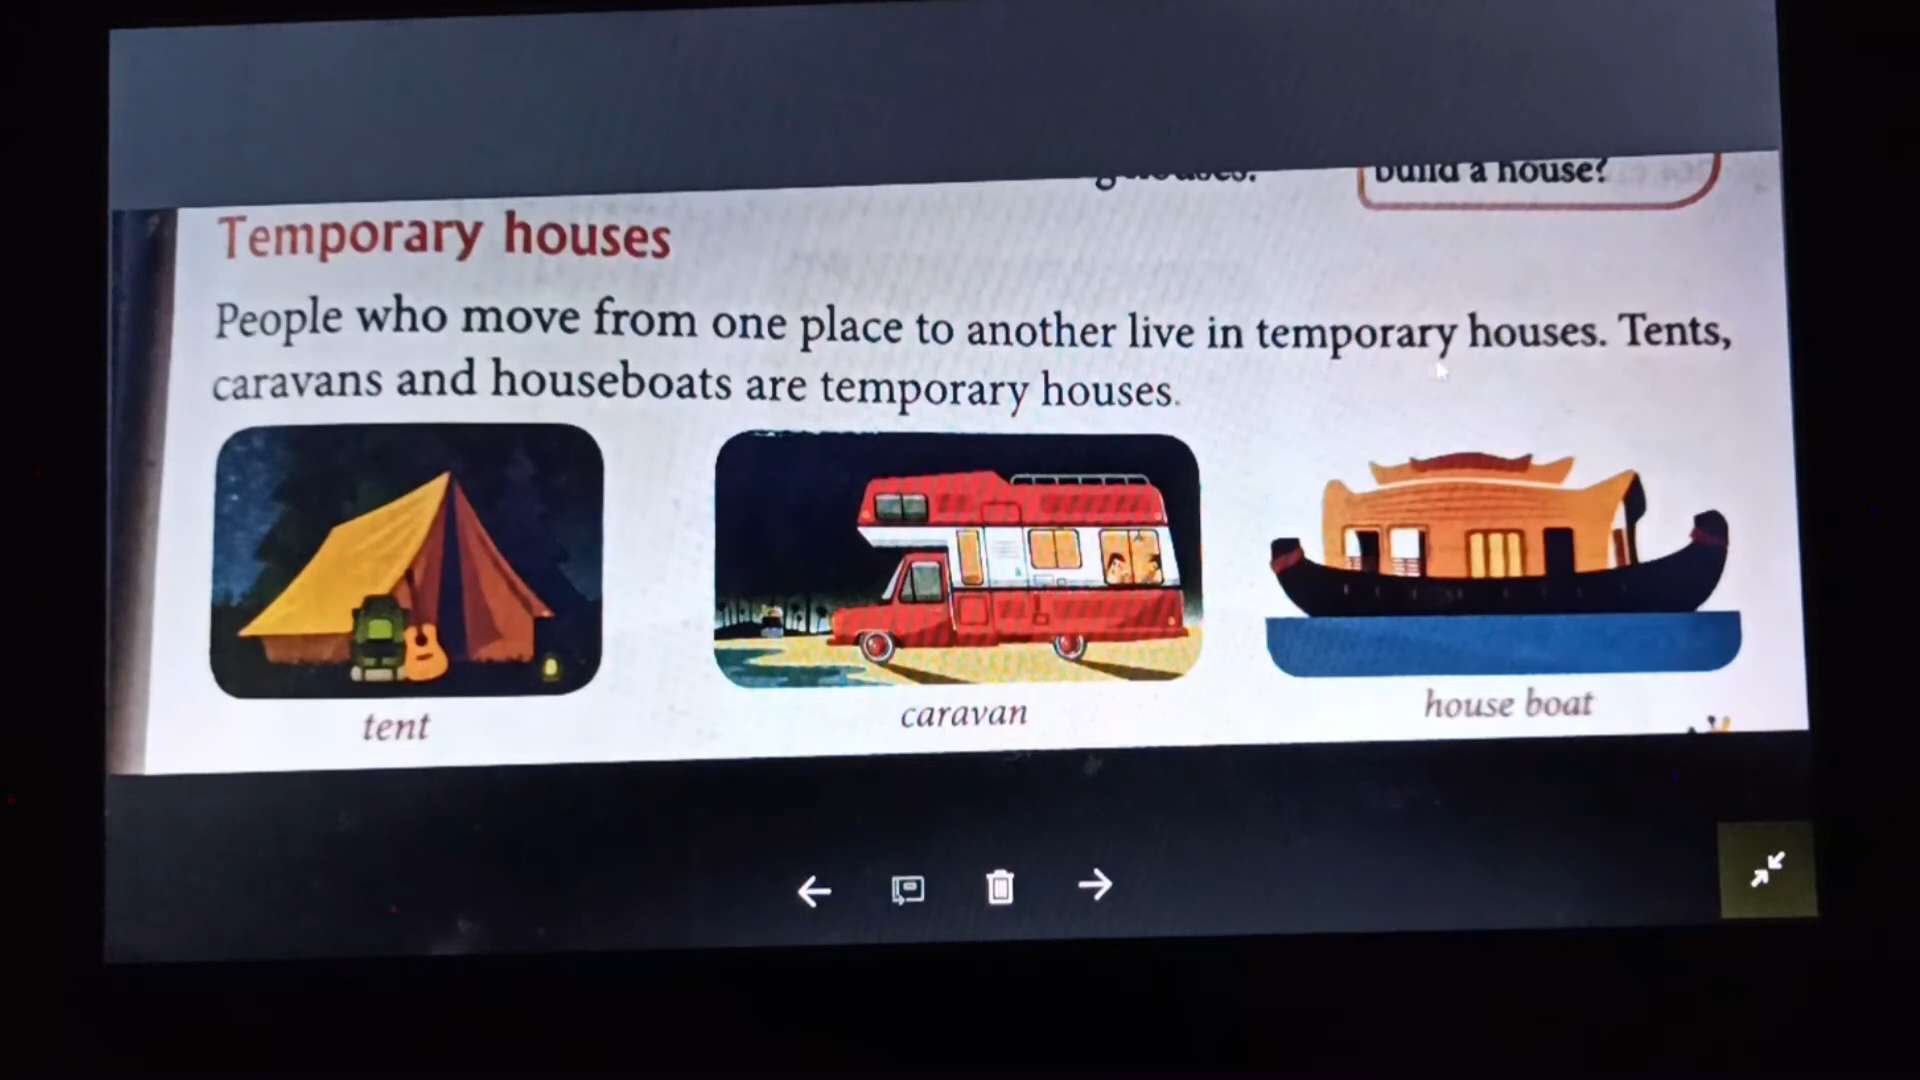 build a house?
Temporary houses
People who move from one place to another live in temporary houses. Tents,
caravans and houseboats are temporary houses.
tent
caravan
house boat